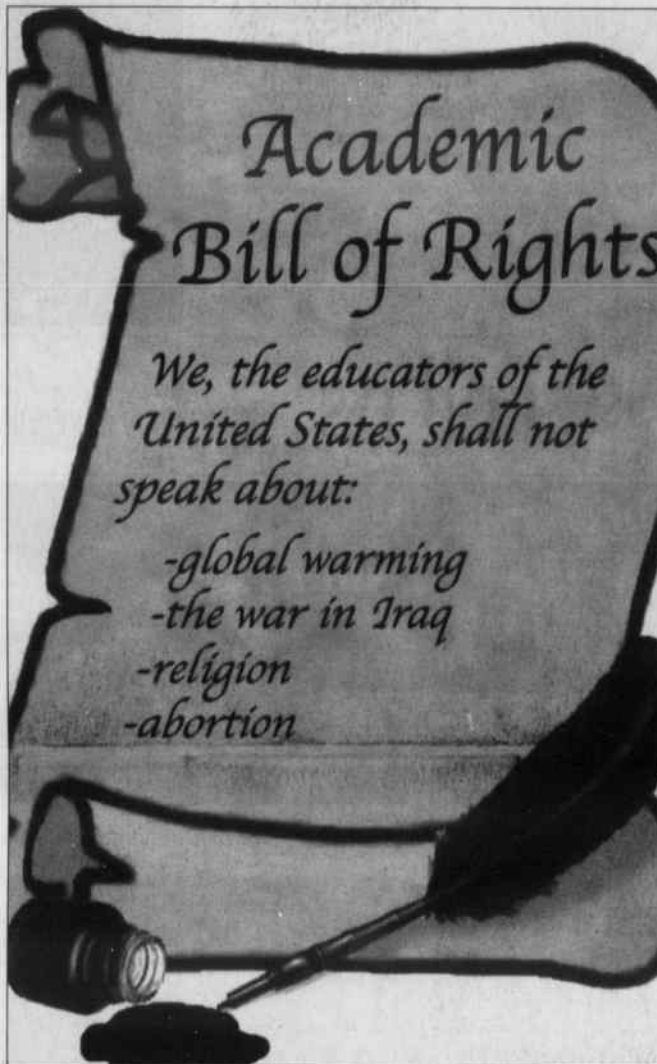 Academic
Bill of Rights
We, the educators of the
United States, shall not
speak about:
-global warming
-the war in Iraq
-religion
-abortion